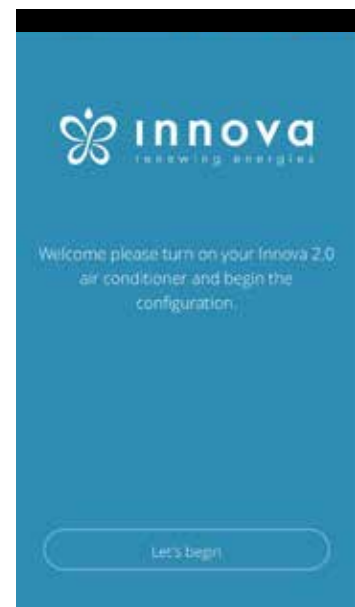 innova
renewing energies
Welcome please turn on your Innova 2.0
air conditioner and begin the
configuration.
Let's begin